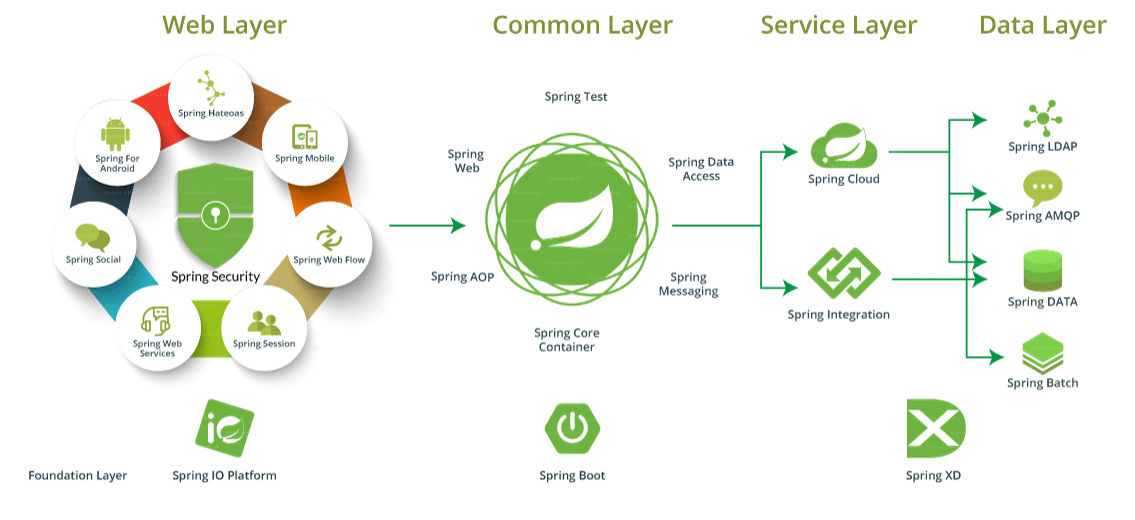 Web Layer
Common Layer
Service Layer
Data Layer
Spring Hateoas
Spring For
Android
Spring Mobile
Spring Social
Spring Security
Spring Web Flow
Spring Web
Services
Spring Session
Spring Test
Spring
Web
Spring Data
Access
Spring AOP
Spring
Messaging
Spring Core
Container
Spring Cloud
Spring Integration
Spring LDAP
Spring AMQP
Spring DATA
Spring Batch
iO
X
Foundation Layer
Spring IO Platform
Spring Boot
Spring XD